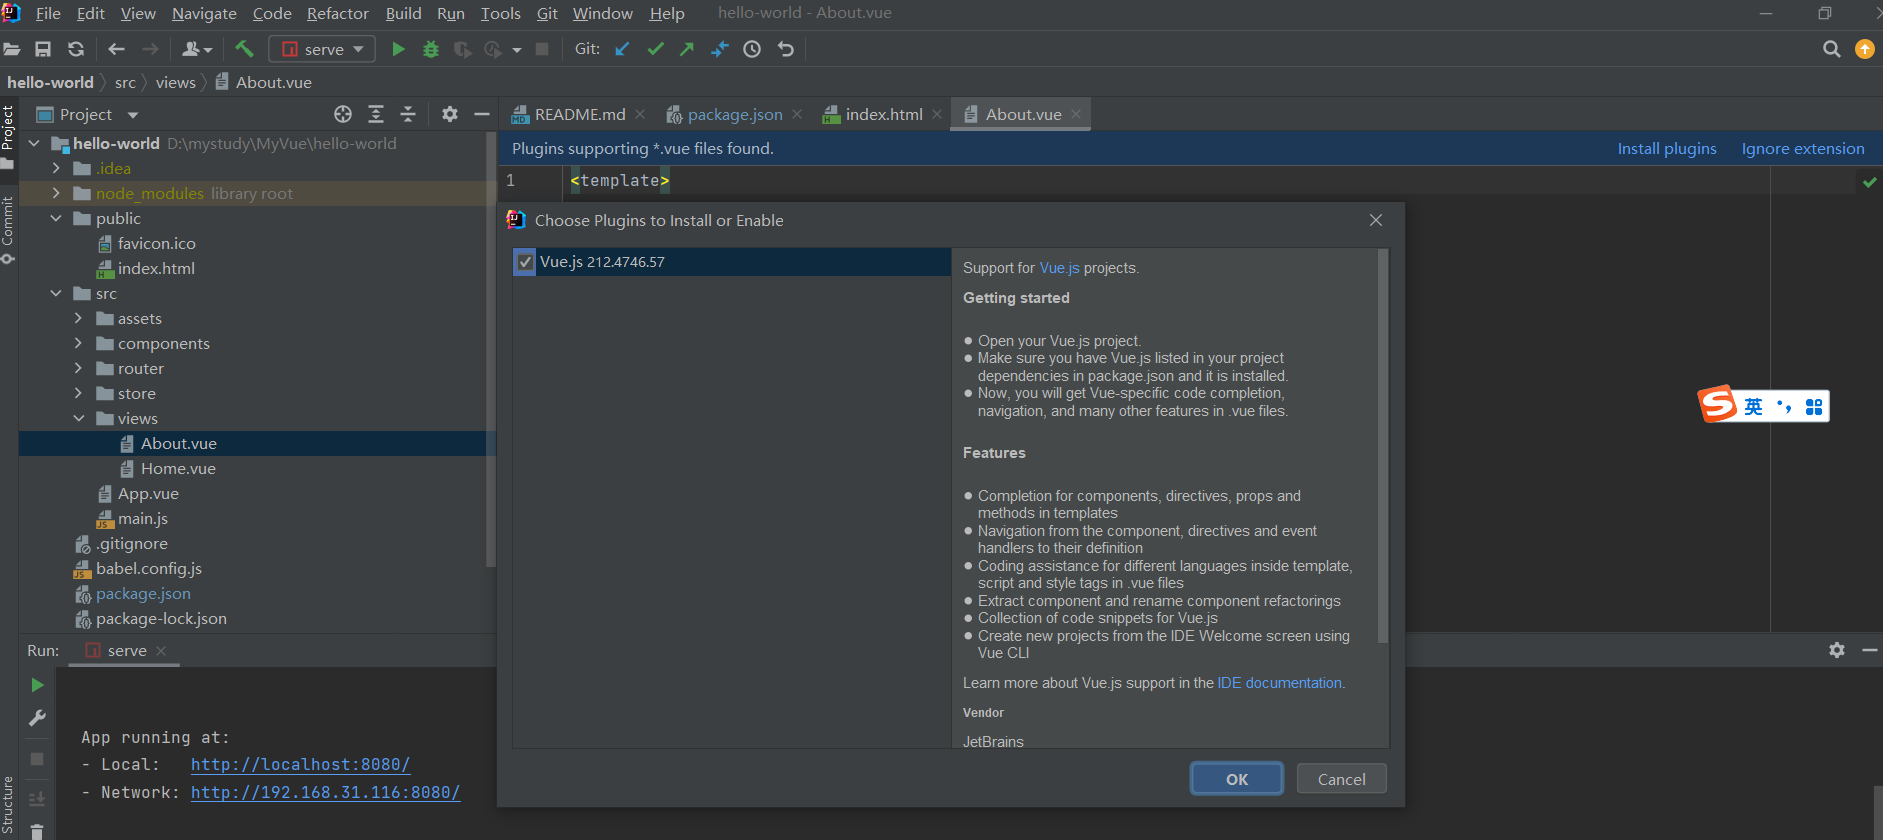 File Edit View Navigate Code Refactor Build Run Tools Git Window Help hello-world - About.vue
serve Git:
hello-world src views About.vue
Project
README.md package.json index.html About.vue
Plugins supporting *.vue files found. Install plugins Ignore extension
1 <template>
Project
Commit
Structure
hello-world D:\mystudy\MyVue\hello-world
.idea
node_modules library root
public
favicon.ico
index.html
src
assets
components
router
store
views
About.vue
Home.vue
App.vue
main.js
.gitignore
babel.config.js
package.json
package-lock.json
Choose Plugins to Install or Enable
Vue.js 212.4746.57
Support for Vue.js projects.
Getting started
Open your Vue.js project.
Make sure you have Vue.js listed in your project
dependencies in package.json and it is installed.
Now, you will get Vue-specific code completion,
navigation, and many other features in .vue files.
Features
Completion for components, directives, props and
methods in templates
Navigation from the component, directives and event
handlers to their definition
Coding assistance for different languages inside template,
script and style tags in .vue files
Extract component and rename component refactorings
Collection of code snippets for Vue.js
Create new projects from the IDE Welcome screen using
Vue CLI
Learn more about Vue.js support in the IDE documentation.
Vendor
JetBrains
OK Cancel
英
Run: serve
App running at:
- Local: http://localhost:8080/
- Network: http://192.168.31.116:8080/